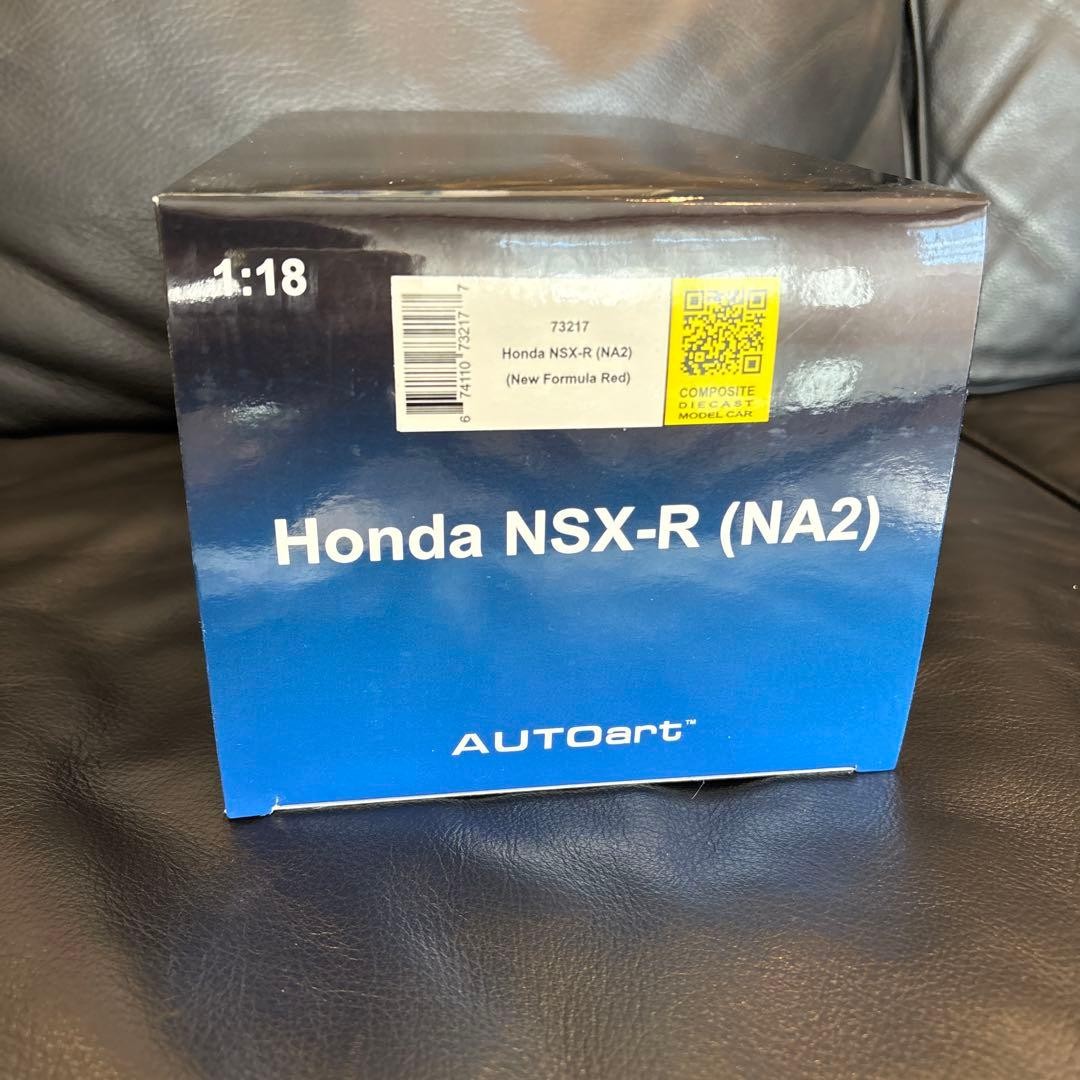 1:18
73217
Honda NSX-R (NA2)
(New Formula Red)
6 74110 73217 7
COMPOSITE
DIECAST
MODEL CAR
Honda NSX-R (NA2)
AUTOart™